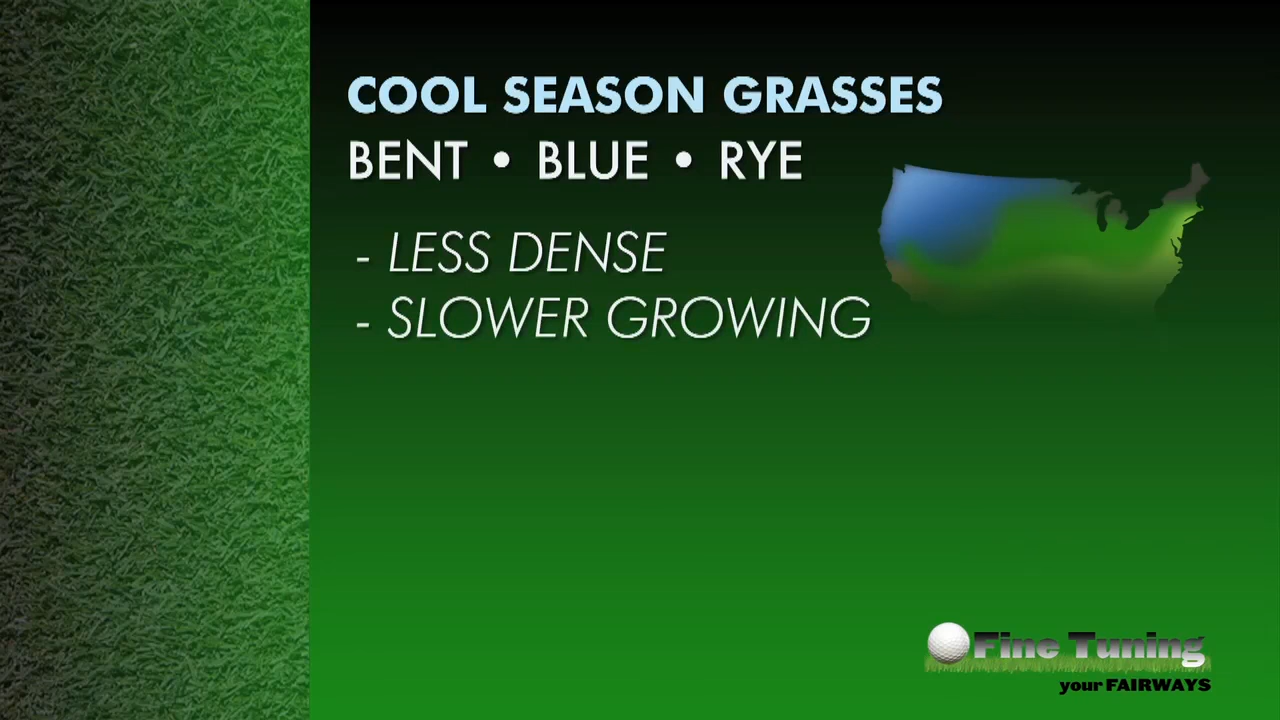 COOL SEASON GRASSES
BENT • BLUE • RYE
- LESS DENSE
- SLOWER GROWING
Fine Tuning
your FAIRWAYS